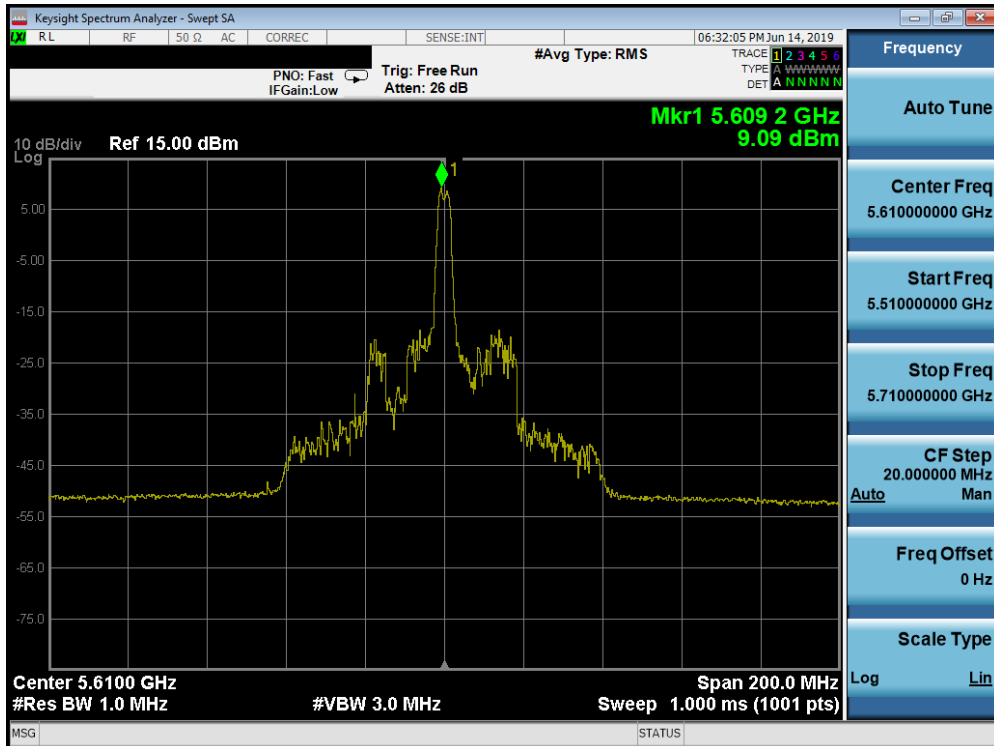 Keysight Spectrum Analyzer - Swept SA
LXI RL RF 50 Ω AC CORREC SENSE:INT 06:32:05 PM Jun 14, 2019
#Avg Type: RMS TRACE 1 2 3 4 5 6
PNO: Fast Trig: Free Run TYPE A WWWWW
IFGain:Low Atten: 26 dB DET A N N N N N
Mkr1 5.609 2 GHz
9.09 dBm
10 dB/div Ref 15.00 dBm
Log
1
5.00
-5.00
-15.0
-25.0
-35.0
-45.0
-55.0
-65.0
-75.0
Center 5.6100 GHz Span 200.0 MHz
#Res BW 1.0 MHz #VBW 3.0 MHz Sweep 1.000 ms (1001 pts)
MSG STATUS
Frequency
Auto Tune
Center Freq
5.610000000 GHz
Start Freq
5.510000000 GHz
Stop Freq
5.710000000 GHz
CF Step
20.000000 MHz
Auto Man
Freq Offset
0 Hz
Scale Type
Log Lin